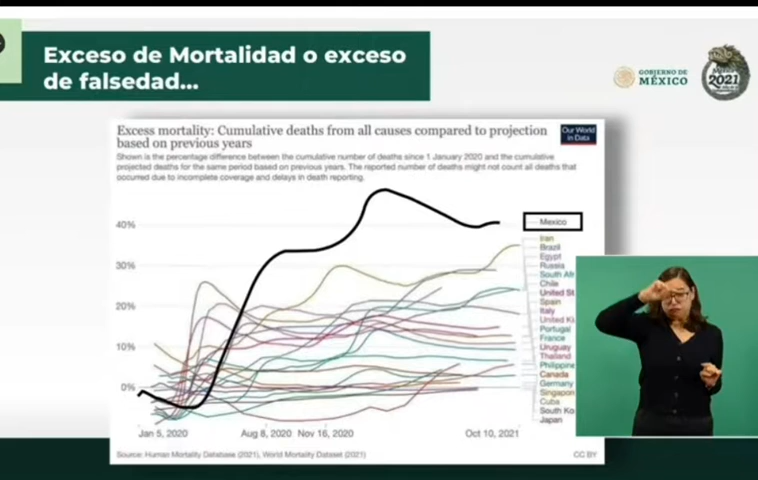 Exceso de Mortalidad o exceso
de falsedad...
GOBIERNO DE
MÉXICO
2021
Excess mortality: Cumulative deaths from all causes compared to projection
based on previous years
Our World
in Data
Shown is the percentage difference between the cumulative number of deaths since 1 January 2020 and the cumulative
projected deaths for the same period based on previous years. The reported number of deaths might not count all deaths that
occurred due to incomplete coverage and delays in death reporting.
40%
30%
20%
10%
0%
Mexico
Iran
Brazil
Egypt
Russia
South Afr
Chile
United St
Spain
Italy
United Ki
Portugal
France
Uruguay
Thailand
Philippine
Canada
Germany
Singapor
Cuba
South Ko
Japan
Jan 5, 2020
Aug 8, 2020
Nov 16, 2020
Oct 10, 2021
Source: Human Mortality Database (2021), World Mortality Dataset (2021)
CC BY